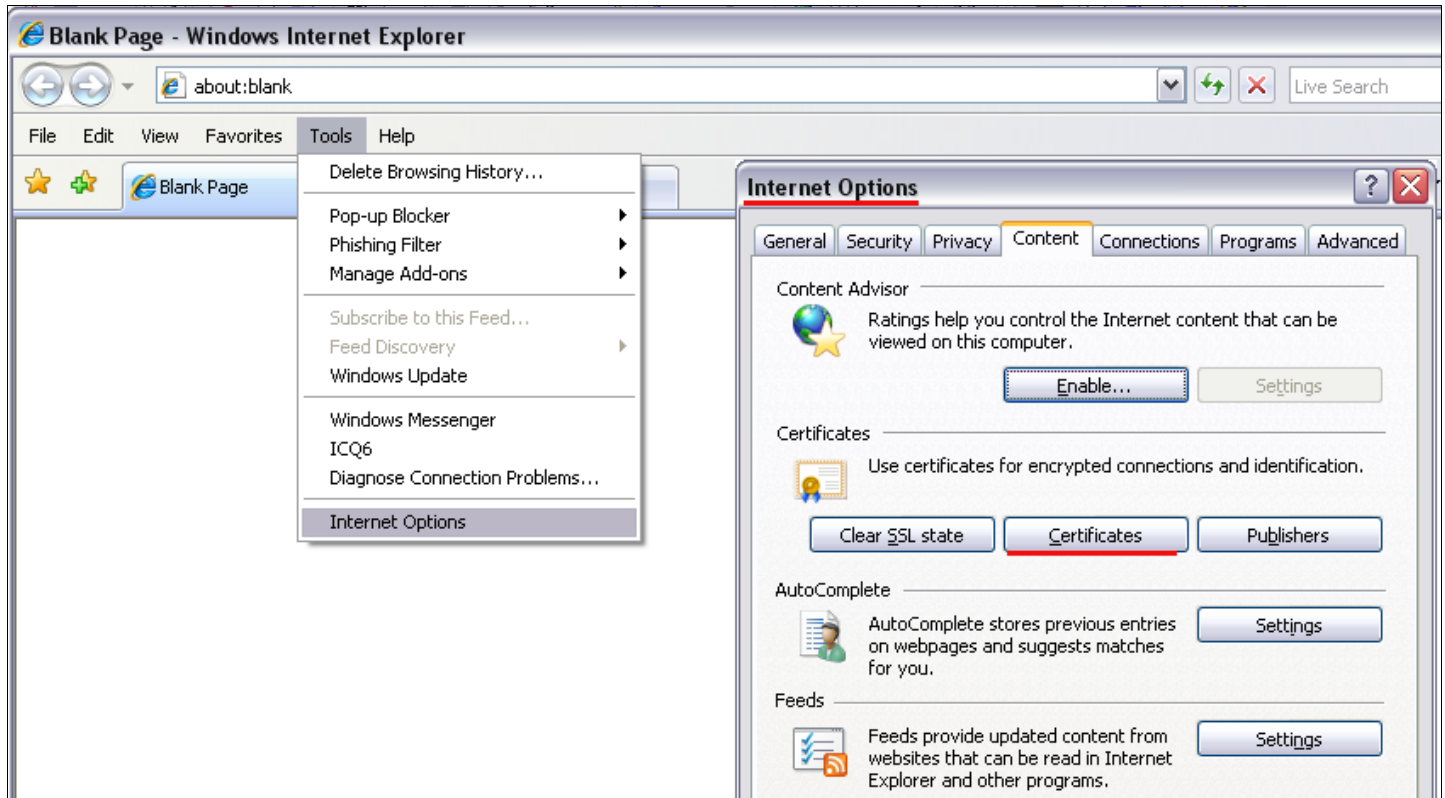 Blank Page - Windows Internet Explorer
about:blank
Live Search
File Edit View Favorites Tools Help
Blank Page
Delete Browsing History...
Pop-up Blocker
Phishing Filter
Manage Add-ons
Subscribe to this Feed...
Feed Discovery
Windows Update
Windows Messenger
ICQ6
Diagnose Connection Problems...
Internet Options
Internet Options
General Security Privacy Content Connections Programs Advanced
Content Advisor
Ratings help you control the Internet content that can be
viewed on this computer.
Enable... Settings
Certificates
Use certificates for encrypted connections and identification.
Clear SSL state Certificates Publishers
AutoComplete
AutoComplete stores previous entries
on webpages and suggests matches
for you.
Settings
Feeds
Feeds provide updated content from
websites that can be read in Internet
Explorer and other programs.
Settings